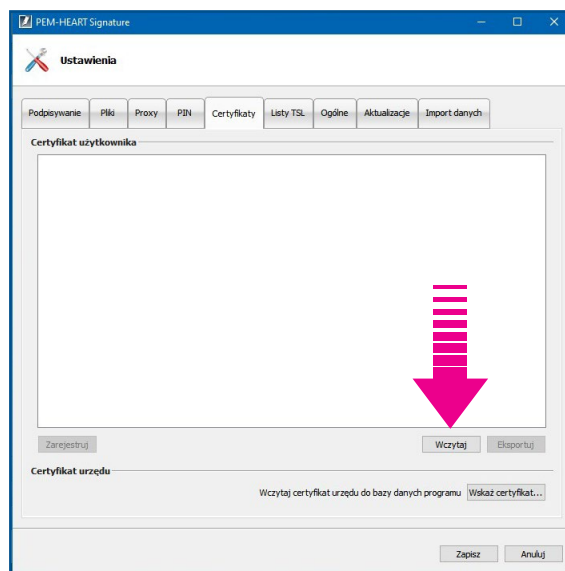 PEM-HEART Signature
Ustawienia
Podpisywanie Pliki Proxy PIN Certyfikaty Listy TSL Ogólne Aktualizacje Import danych
Certyfikat użytkownika
Zarejestruj Wczytaj Eksportuj
Certyfikat urzędu
Wczytaj certyfikat urzędu do bazy danych programu Wskaż certyfikat...
Zapisz Anuluj